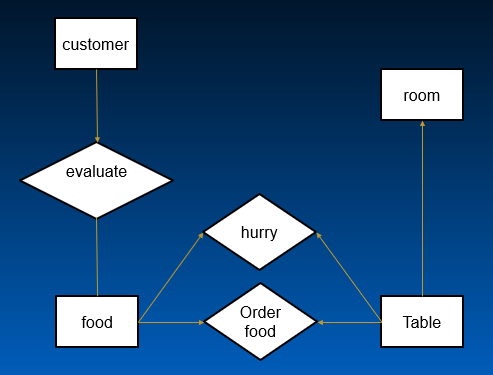 customer
room
evaluate
hurry
food
Order
food
Table